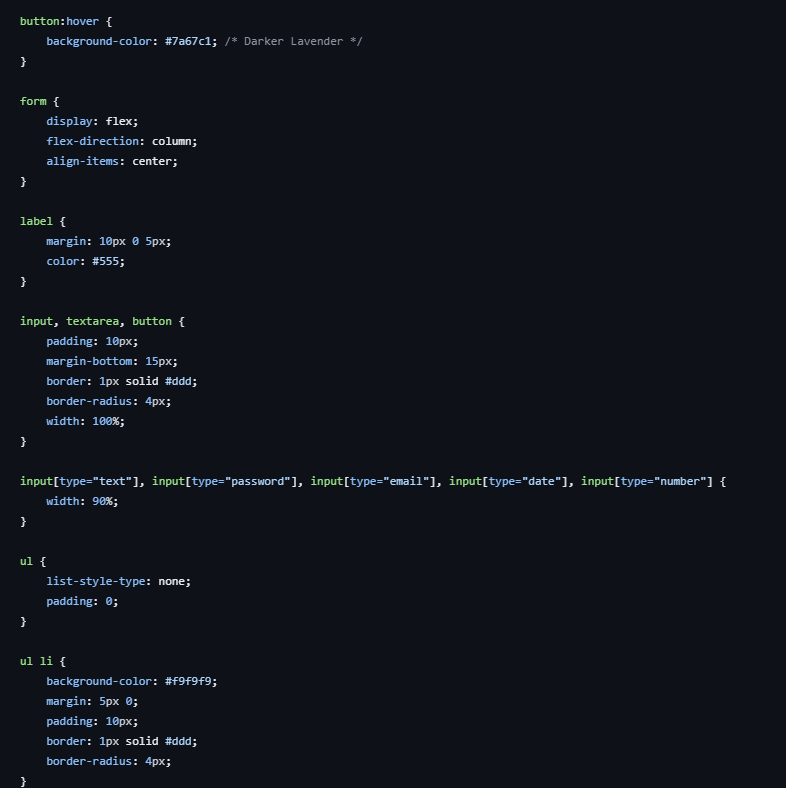 button:hover {
    background-color: #7a67c1; /* Darker Lavender */
}

form {
    display: flex;
    flex-direction: column;
    align-items: center;
}

label {
    margin: 10px 0 5px;
    color: #555;
}

input, textarea, button {
    padding: 10px;
    margin-bottom: 15px;
    border: 1px solid #ddd;
    border-radius: 4px;
    width: 100%;
}

input[type="text"], input[type="password"], input[type="email"], input[type="date"], input[type="number"] {
    width: 90%;
}

ul {
    list-style-type: none;
    padding: 0;
}

ul li {
    background-color: #f9f9f9;
    margin: 5px 0;
    padding: 10px;
    border: 1px solid #ddd;
    border-radius: 4px;
}